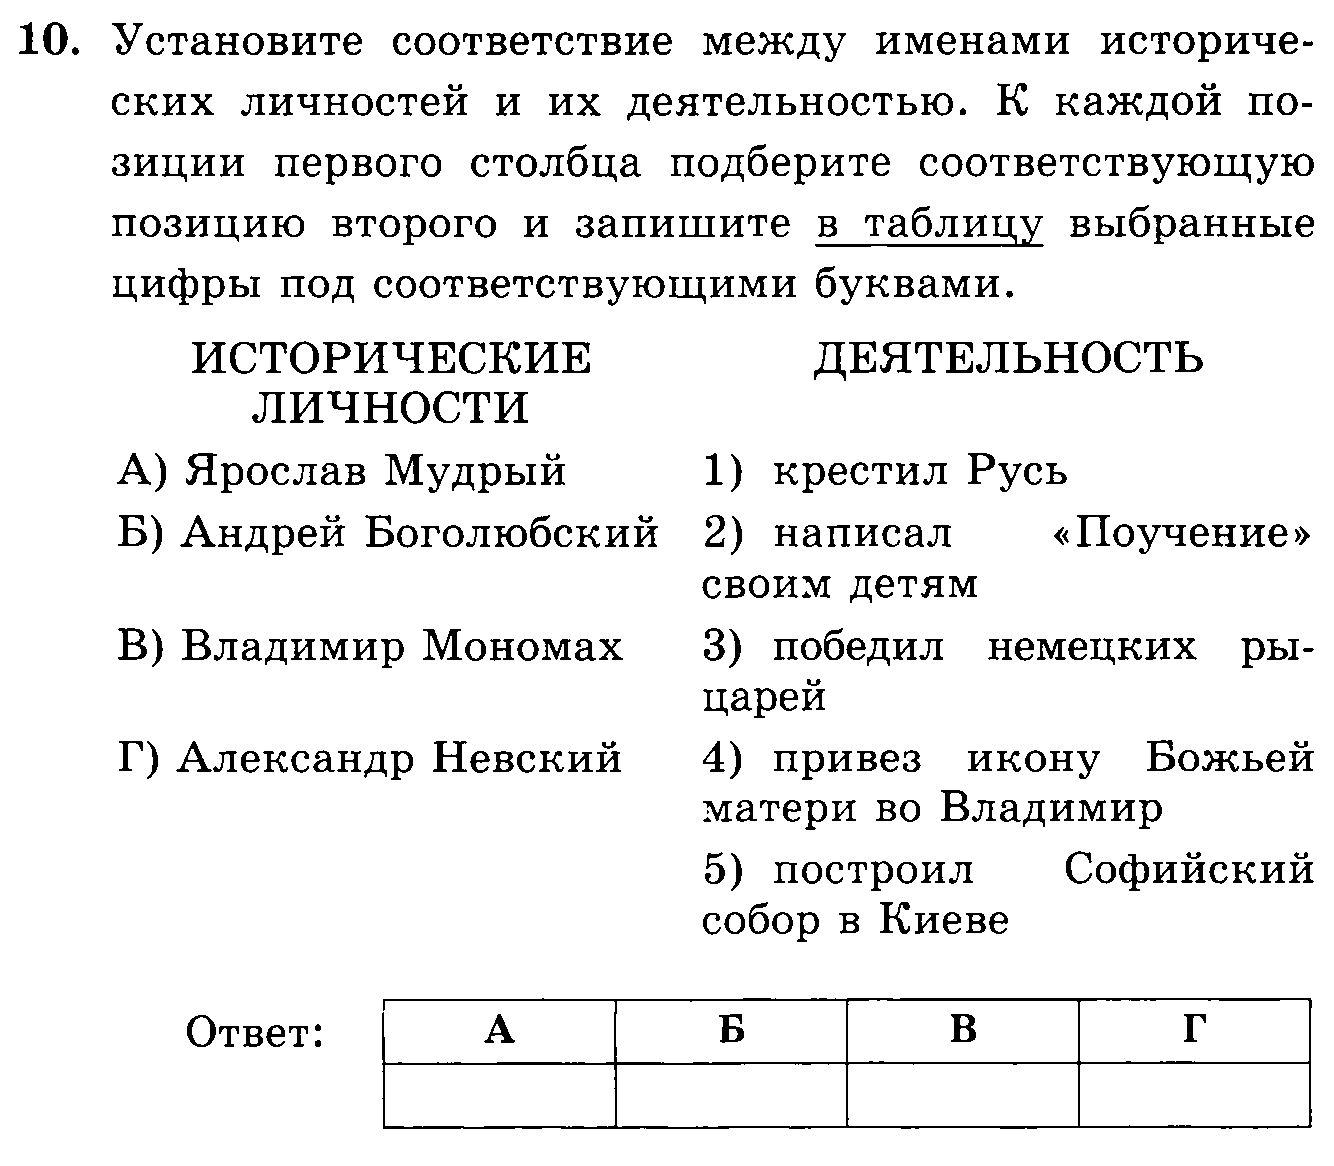 10. Установите соответствие между именами историче-
ских личностей и их деятельностью. К каждой по-
зиции первого столбца подберите соответствующую
позицию второго и запишите в таблицу выбранные
цифры под соответствующими буквами.
ИСТОРИЧЕСКИЕ
ЛИЧНОСТИ
ДЕЯТЕЛЬНОСТЬ
А) Ярослав Мудрый
1) крестил Русь
Б) Андрей Боголюбский
2) написал «Поучение»
своим детям
В) Владимир Мономах
3) победил немецких ры-
царей
Г) Александр Невский
4) привез икону Божьей
матери во Владимир
5) построил Софийский
собор в Киеве
Ответ:
А Б В Г